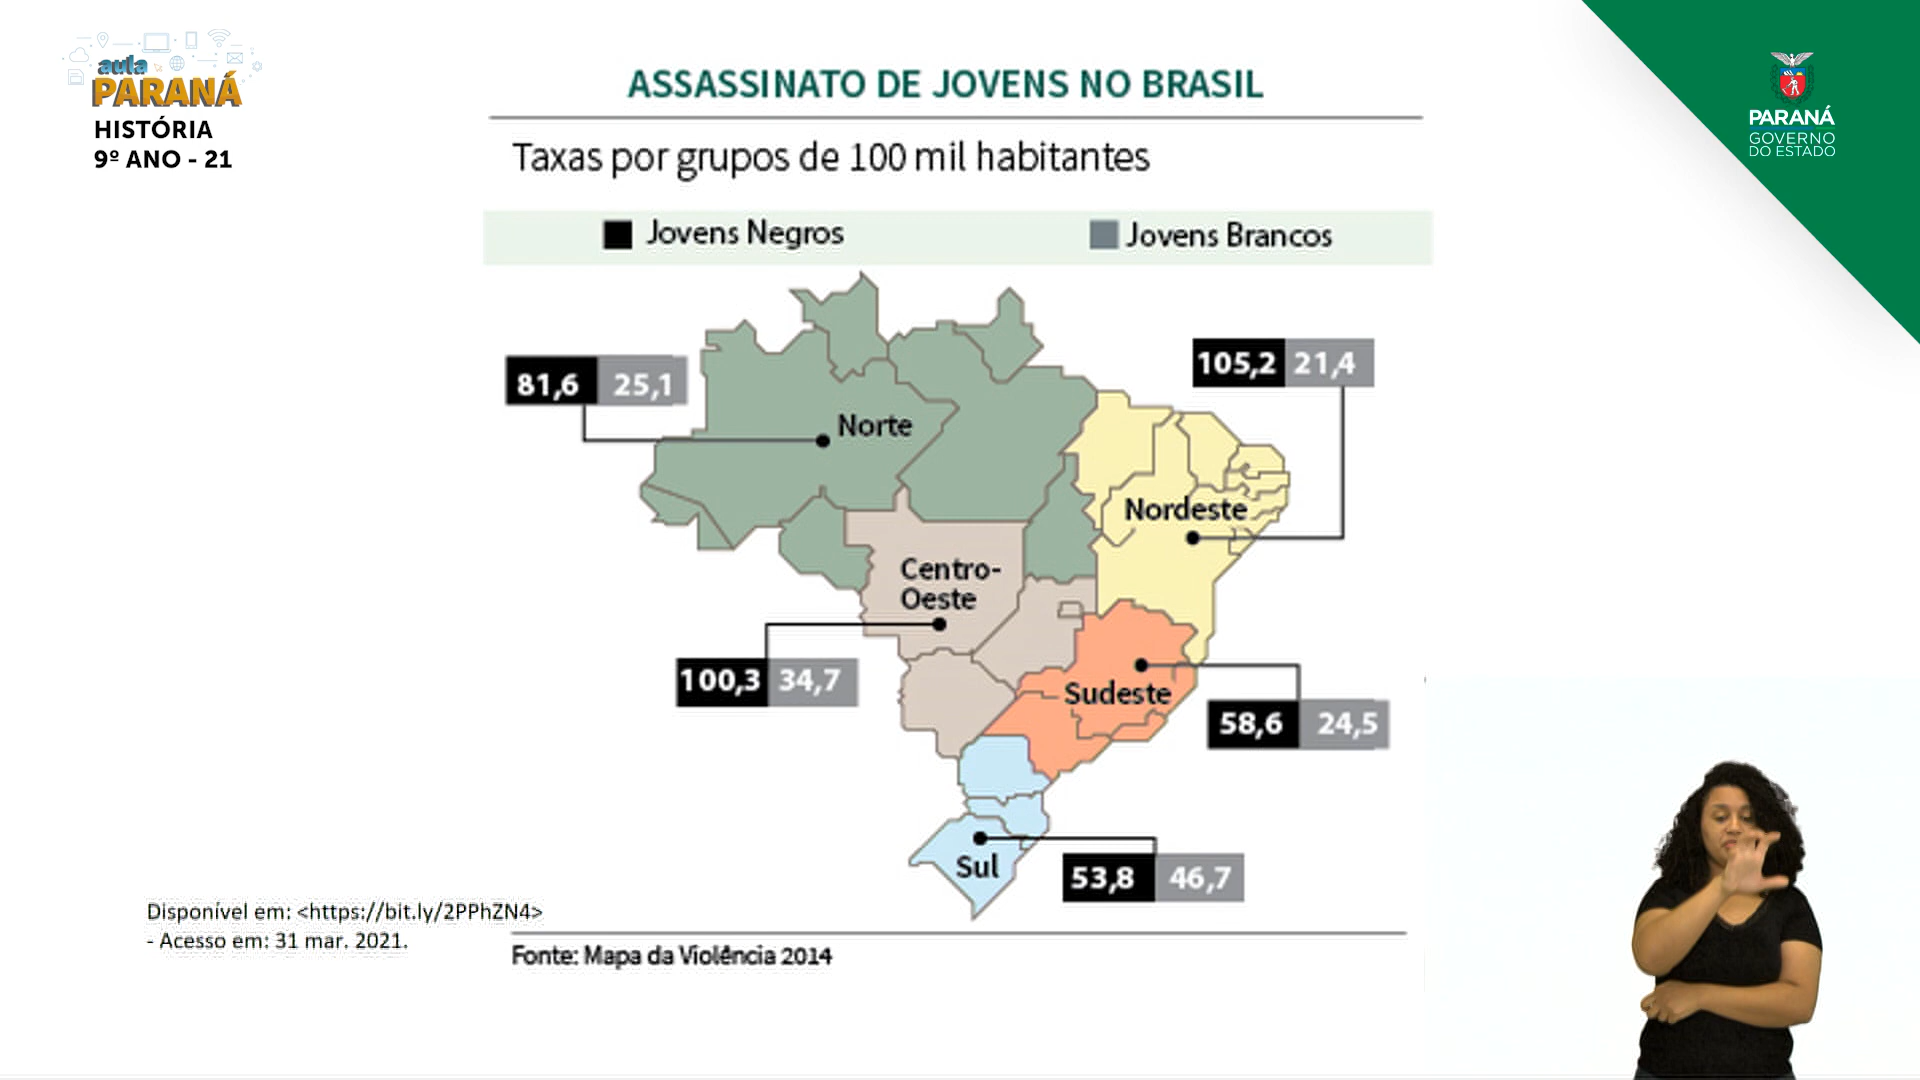 aula
PARANÁ
HISTÓRIA
9º ANO - 21
ASSASSINATO DE JOVENS NO BRASIL
PARANÁ
GOVERNO
DO ESTADO
Taxas por grupos de 100 mil habitantes
Jovens Negros
Jovens Brancos
81,6 25,1
105,2 21,4
Norte
Nordeste
Centro-
Oeste
100,3 34,7
Sudeste
58,6 24,5
Sul
53,8 46,7
Disponível em: <https://bit.ly/2PPhZN4>
- Acesso em: 31 mar. 2021.
Fonte: Mapa da Violência 2014